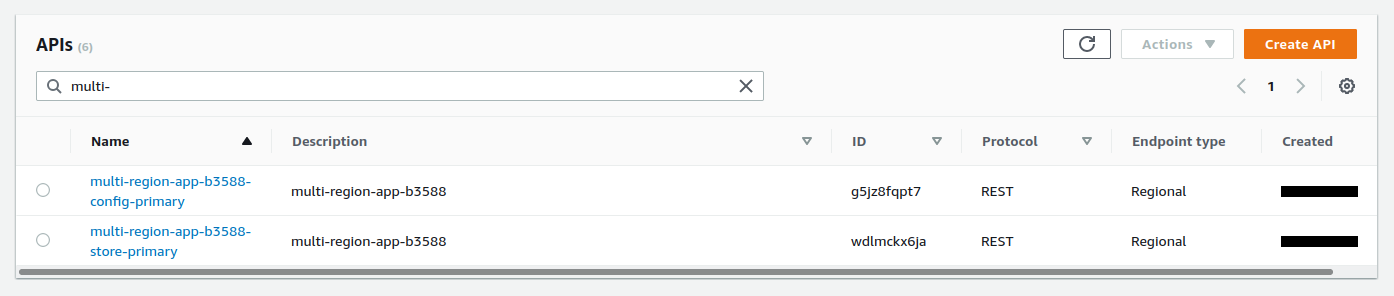 APIs (6)
Actions
Create API
multi-
1
Name Description ID Protocol Endpoint type Created
multi-region-app-b3588-
config-primary
multi-region-app-b3588 g5jz8fqpt7 REST Regional
multi-region-app-b3588-
store-primary
multi-region-app-b3588 wdlmckx6ja REST Regional